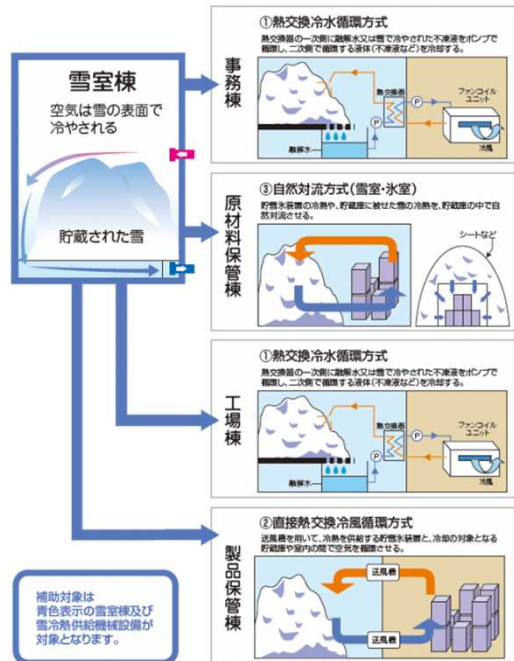 雪室棟
空気は雪の表面で
冷やされる
貯蔵された雪
補助対象は
青色表示の雪室棟及び
雪冷熱供給機械設備が
対象となります。
事務棟
①熱交換冷水循環方式
熱交換器の一次側に融解水又は雪で冷やされた不凍液をポンプで
循環し、二次側で循環する液体(不凍液など)を冷却する。
熱交換器
P
P
ファンコイル
ユニット
冷風
融解水
原材料保管棟
③自然対流方式(雪室・氷室)
貯雪氷装置の冷熱や、貯蔵庫に被せた雪の冷熱を、貯蔵庫の中で自
然対流させる。
シートなど
工場棟
①熱交換冷水循環方式
熱交換器の一次側に融解水又は雪で冷やされた不凍液をポンプで
循環し、二次側で循環する液体(不凍液など)を冷却する。
熱交換器
P
P
ファンコイル
ユニット
冷風
融解水
製品保管棟
②直接熱交換冷風循環方式
送風機を用いて、冷熱を供給する貯雪氷装置と、冷却の対象となる
貯蔵庫や室内の間で空気を循環させる。
送風機
送風機